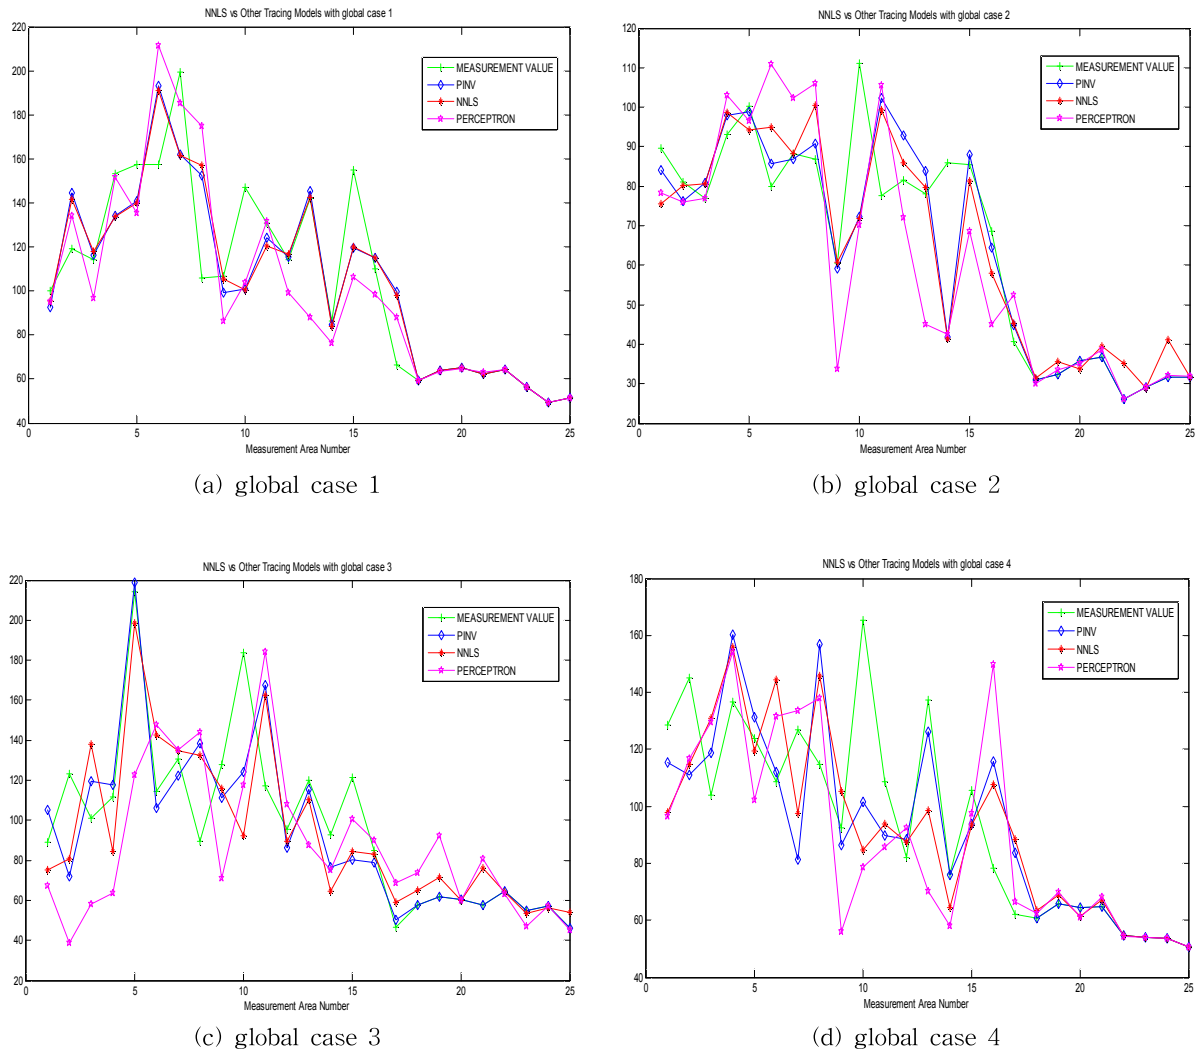 NNLS vs Other Tracing Models with global case 1
220
200
180
160
140
120
100
80
60
40
0
5
10
15
20
25
MEASUREMENT VALUE
PINV
NNLS
PERCEPTRON
Measurement Area Number
(a) global case 1
NNLS vs Other Tracing Models with global case 2
120
110
100
90
80
70
60
50
40
30
20
0
5
10
15
20
25
MEASUREMENT VALUE
PINV
NNLS
PERCEPTRON
Measurement Area Number
(b) global case 2
NNLS vs Other Tracing Models with global case 3
220
200
180
160
140
120
100
80
60
40
20
0
5
10
15
20
25
MEASUREMENT VALUE
PINV
NNLS
PERCEPTRON
Measurement Area Number
(c) global case 3
NNLS vs Other Tracing Models with global case 4
180
160
140
120
100
80
60
40
0
5
10
15
20
25
MEASUREMENT VALUE
PINV
NNLS
PERCEPTRON
Measurement Area Number
(d) global case 4